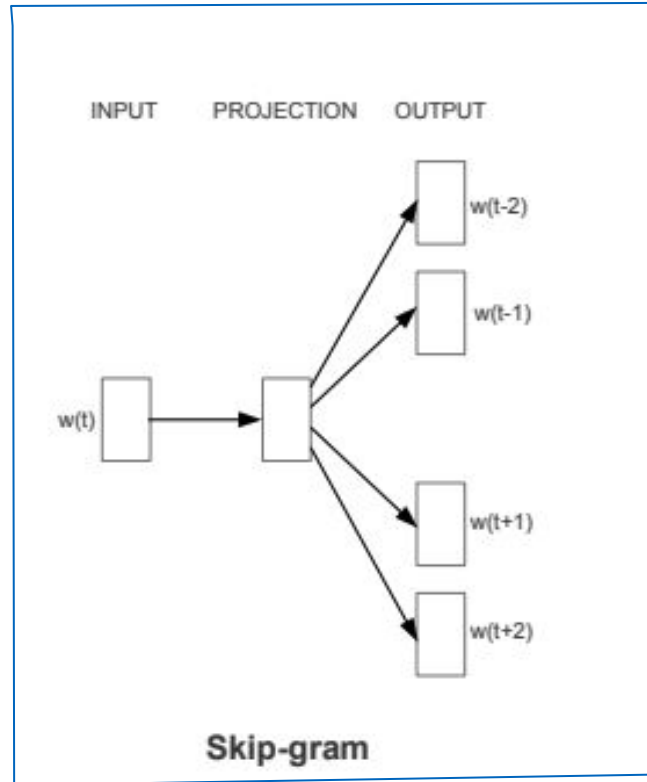 INPUT PROJECTION OUTPUT
w(t-2)
w(t-1)
w(t)
w(t+1)
w(t+2)
Skip-gram